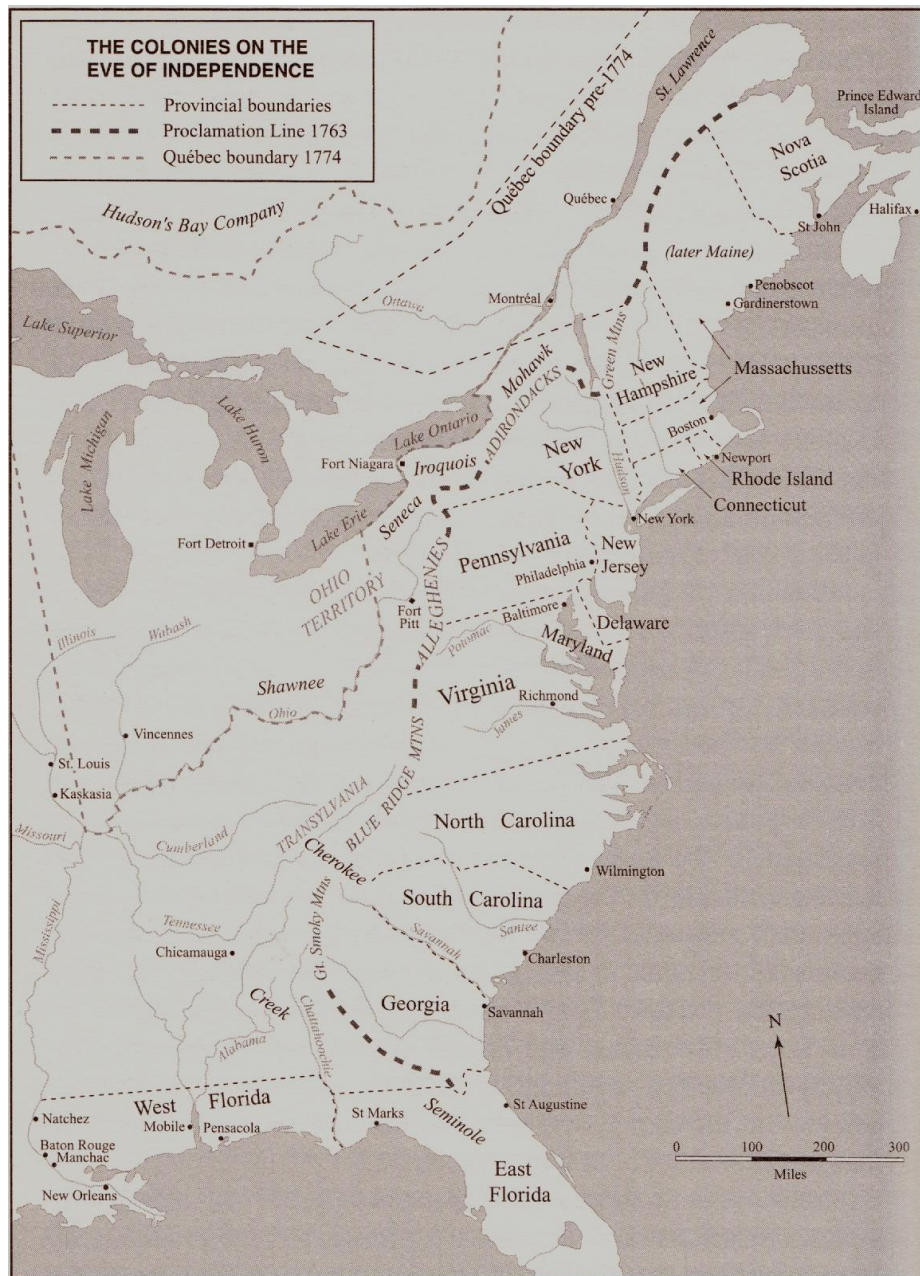 THE COLONIES ON THE
EVE OF INDEPENDENCE
Provincial boundaries
Proclamation Line 1763
Québec boundary 1774
St. Lawrence
Prince Edward
Island
Québec boundary pre-1774
Nova
Scotia
Hudson's Bay Company
Québec
Halifax
St John
(later Maine)
Ottawa
Montréal
Penobscot
Gardinerstown
Lake Superior
Green Mtns
Mohawk
ADIRONDACKS
New
Hampshire
Massachussetts
Lake Michigan
Lake Huron
Lake Ontario
Boston
Fort Niagara
Iroquois
New
York
Hudson
Newport
Rhode Island
Connecticut
Seneca
Lake Erie
New York
Fort Detroit
Pennsylvania
New
Jersey
Philadelphia
OHIO
TERRITORY
Fort
Pitt
ALLEGHENIES
Baltimore
Delaware
Maryland
Illinois
Wabash
Potomac
Shawnee
Virginia
Richmond
Ohio
James
Vincennes
St. Louis
Kaskasia
BLUE RIDGE MTNS
TRANSYLVANIA
Missouri
Cumberland
North Carolina
Cherokee
Wilmington
South Carolina
Mississippi
Tennessee
Gt. Smoky Mtns
Savannah
Santee
Chicamauga
Charleston
Creek
Georgia
Savannah
Chattahoochie
Alabama
N
West Florida
Natchez
Mobile
Pensacola
St Marks
Seminole
St Augustine
Baton Rouge
Manchac
New Orleans
East
Florida
0 100 200 300
Miles